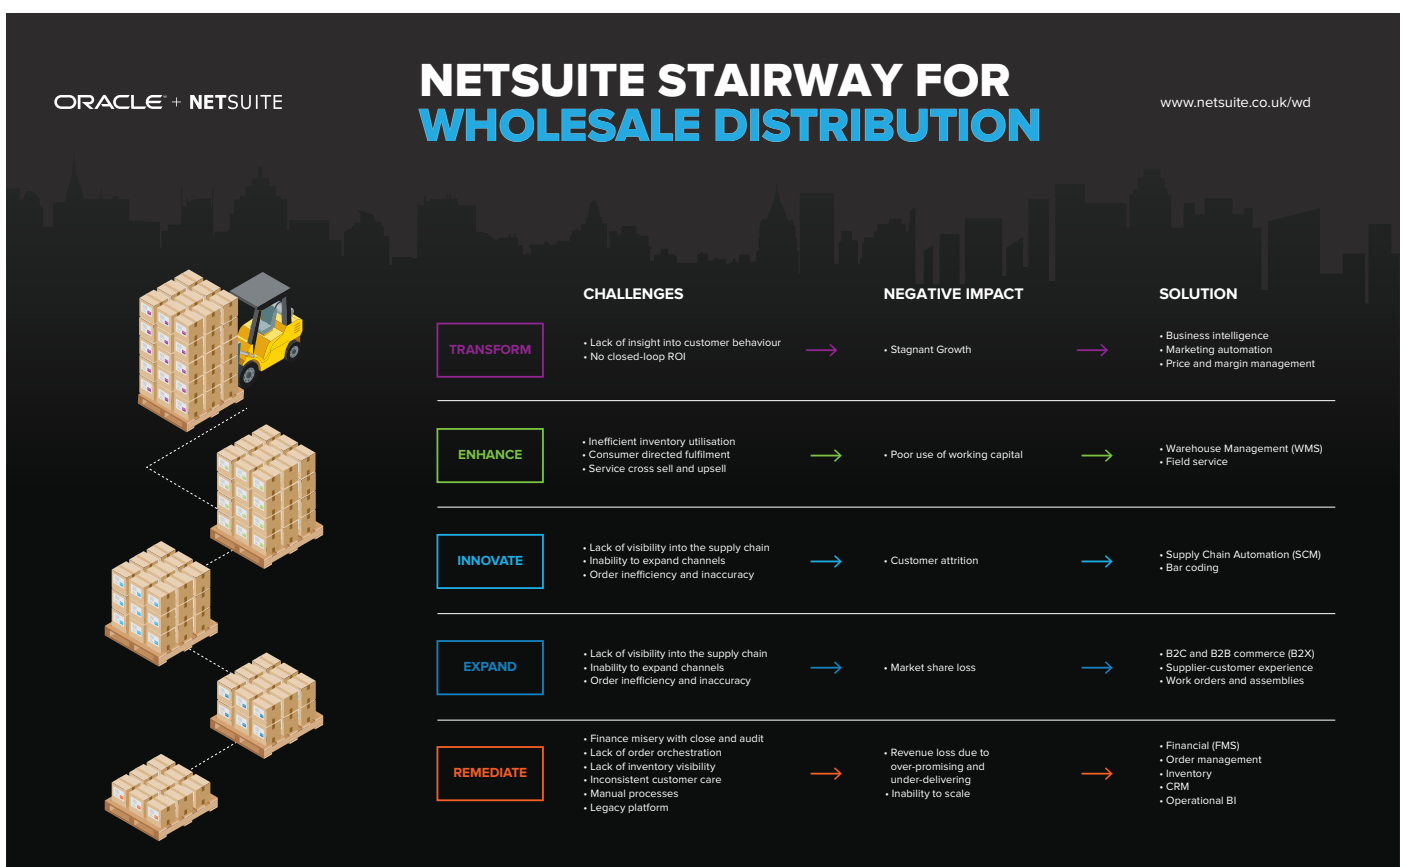 ORACLE + NETSUITE
NETSUITE STAIRWAY FOR
WHOLESALE DISTRIBUTION
www.netsuite.co.uk/wd
CHALLENGES
NEGATIVE IMPACT
SOLUTION
TRANSFORM
• Lack of insight into customer behaviour
• No closed-loop ROI
• Stagnant Growth
• Business intelligence
• Marketing automation
• Price and margin management
ENHANCE
• Inefficient inventory utilisation
• Consumer directed fulfilment
• Service cross sell and upsell
• Poor use of working capital
• Warehouse Management (WMS)
• Field service
INNOVATE
• Lack of visibility into the supply chain
• Inability to expand channels
• Order inefficiency and inaccuracy
• Customer attrition
• Supply Chain Automation (SCM)
• Bar coding
EXPAND
• Lack of visibility into the supply chain
• Inability to expand channels
• Order inefficiency and inaccuracy
• Market share loss
• B2C and B2B commerce (B2X)
• Supplier-customer experience
• Work orders and assemblies
REMEDIATE
• Finance misery with close and audit
• Lack of order orchestration
• Lack of inventory visibility
• Inconsistent customer care
• Manual processes
• Legacy platform
• Revenue loss due to
over-promising and
under-delivering
• Inability to scale
• Financial (FMS)
• Order management
• Inventory
• CRM
• Operational BI